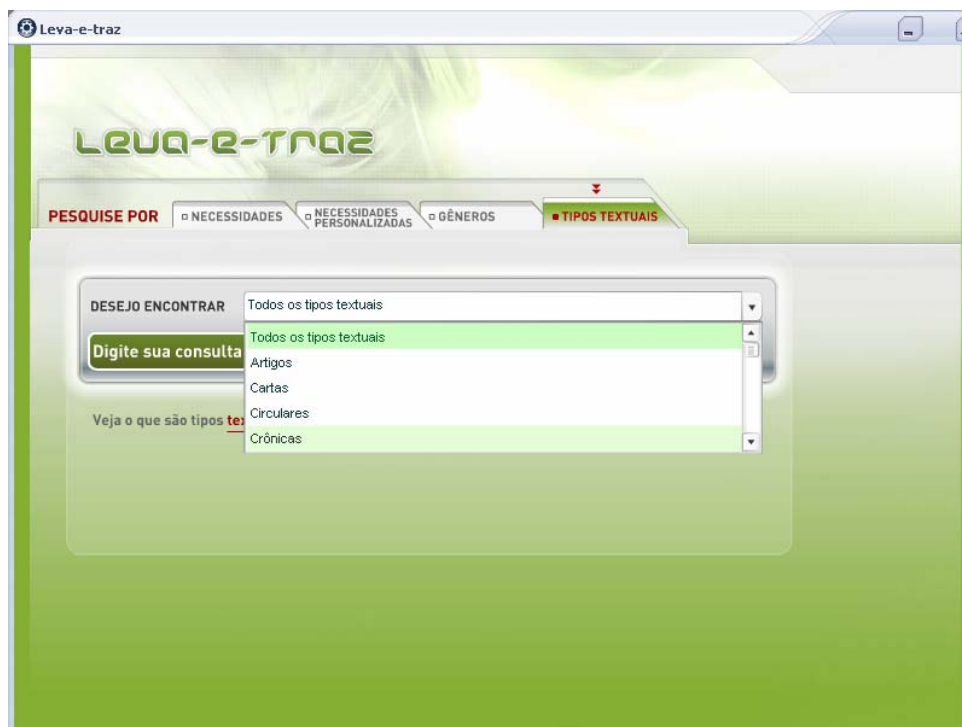 Leva-e-traz
Leva-e-traz
PESQUISE POR
NECESSIDADES
NECESSIDADES
PERSONALIZADAS
GÊNEROS
TIPOS TEXTUAIS
DESEJO ENCONTRAR
Todos os tipos textuais
Todos os tipos textuais
Artigos
Cartas
Circulares
Crônicas
Digite sua consulta
Veja o que são tipos